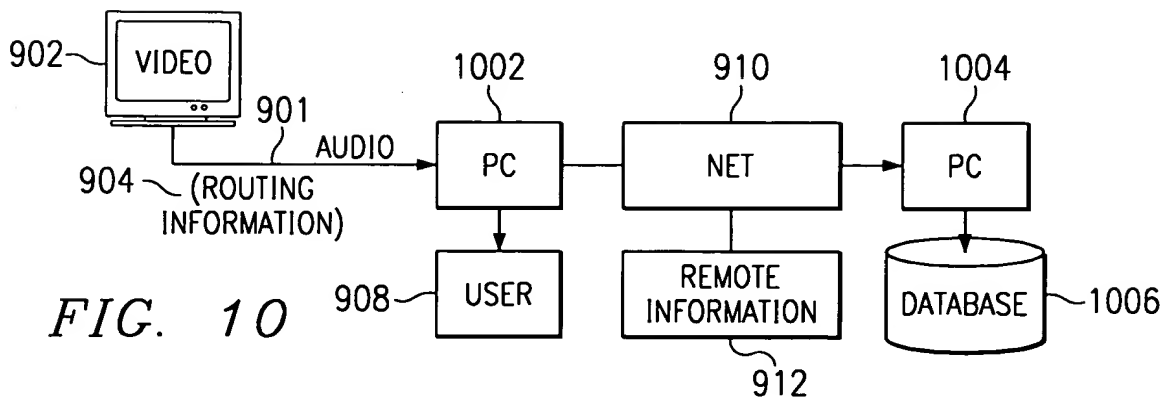 902
VIDEO
901
AUDIO
904
(ROUTING
INFORMATION)
1002
PC
910
NET
1004
PC
908
USER
REMOTE
INFORMATION
912
DATABASE
1006
FIG. 10